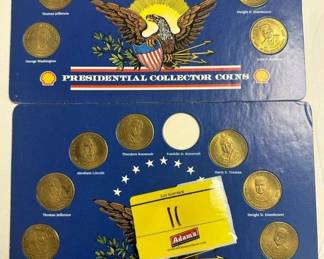 Thomas Jefferson
Dwight D. Eisenhower
George Washington
PRESIDENTIAL COLLECTOR COINS
Theodore Roosevelt
Franklin D. Roosevelt
Abraham Lincoln
Harry S. Truman
11
Adam's
Thomas Jefferson
Dwight D. Eisenhower